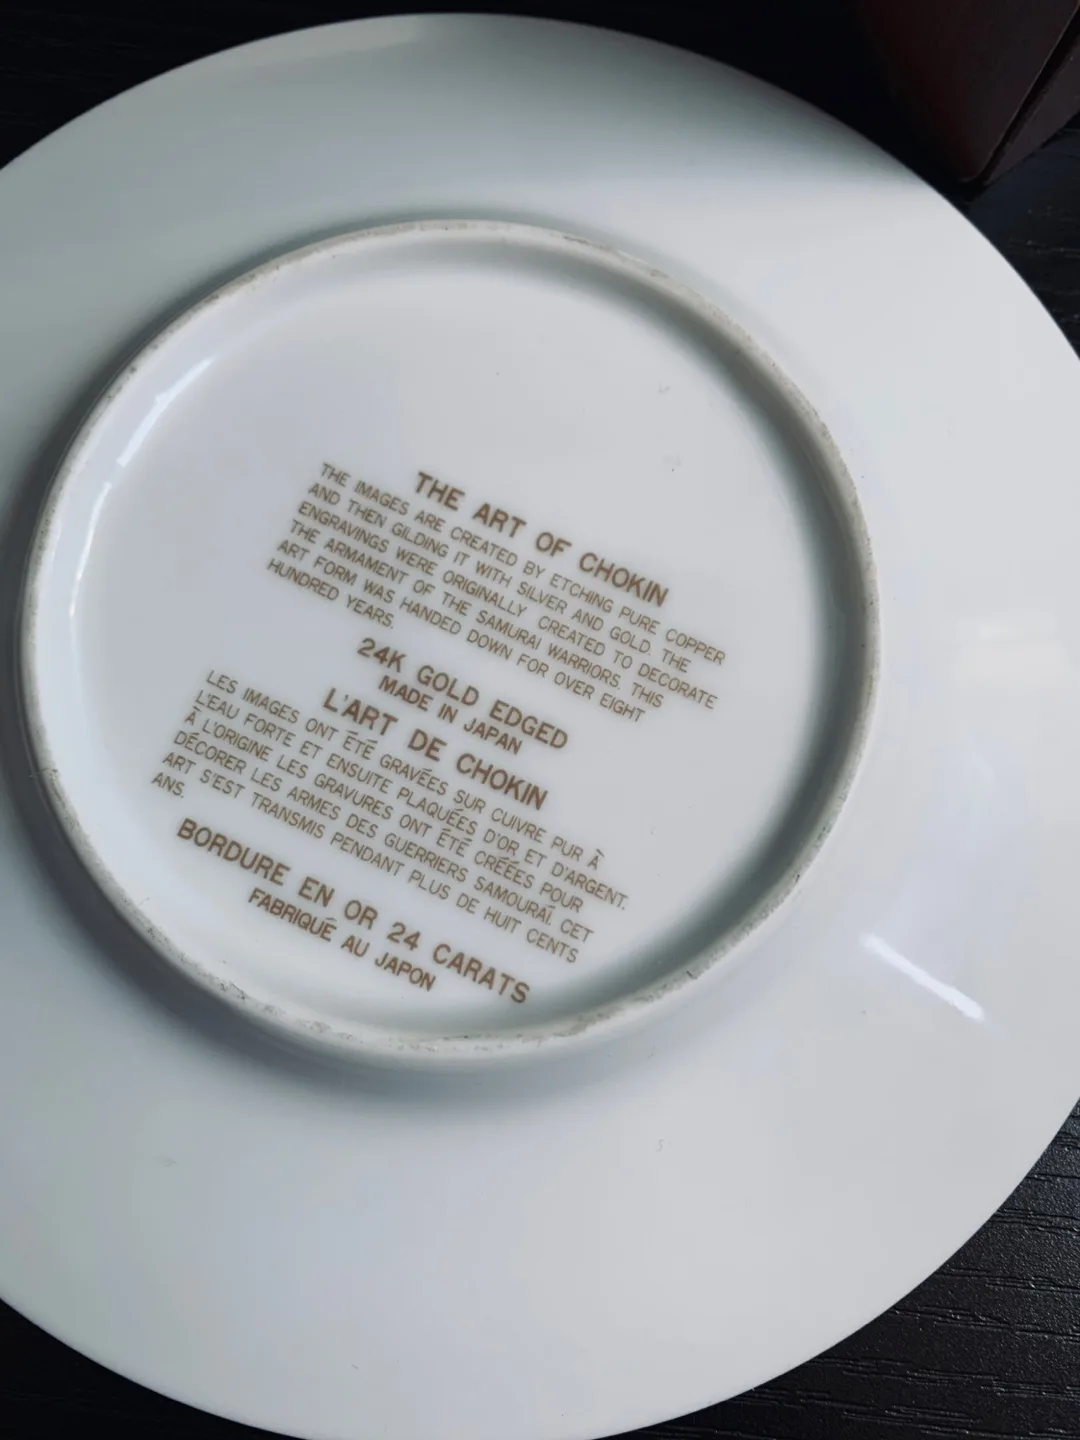 THE ART OF CHOKIN
THE IMAGES ARE CREATED BY ETCHING PURE COPPER
AND THEN GILDING IT WITH SILVER AND GOLD. THE
ENGRAVINGS WERE ORIGINALLY CREATED TO DECORATE
THE ARMAMENT OF THE SAMURAI WARRIORS. THIS
ART FORM WAS HANDED DOWN FOR OVER EIGHT
HUNDRED YEARS.
24K GOLD EDGED
MADE IN JAPAN
L'ART DE CHOKIN
LES IMAGES ONT ÉTÉ GRAVÉES SUR CUIVRE PUR À
L'EAU FORTE ET ENSUITE PLAQUÉES D'OR ET D'ARGENT.
À L'ORIGINE LES GRAVURES ONT ÉTÉ CRÉÉES POUR
DÉCORER LES ARMES DES GUERRIERS SAMOURAÏ. CET
ART S'EST TRANSMIS PENDANT PLUS DE HUIT CENTS
ANS.
BORDURE EN OR 24 CARATS
FABRIQUÉ AU JAPON